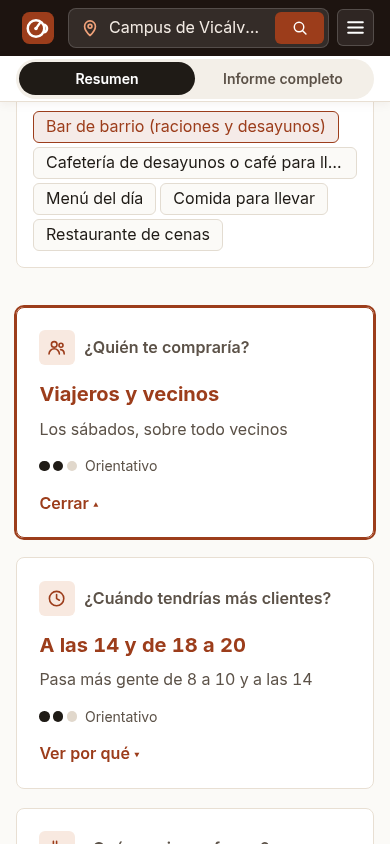 Campus de Vicálv...
Resumen
Informe completo
Bar de barrio (raciones y desayunos)
Cafetería de desayunos o café para ll...
Menú del día
Comida para llevar
Restaurante de cenas
¿Quién te compraría?
Viajeros y vecinos
Los sábados, sobre todo vecinos
Orientativo
Cerrar ▴
¿Cuándo tendrías más clientes?
A las 14 y de 18 a 20
Pasa más gente de 8 a 10 y a las 14
Orientativo
Ver por qué ▾